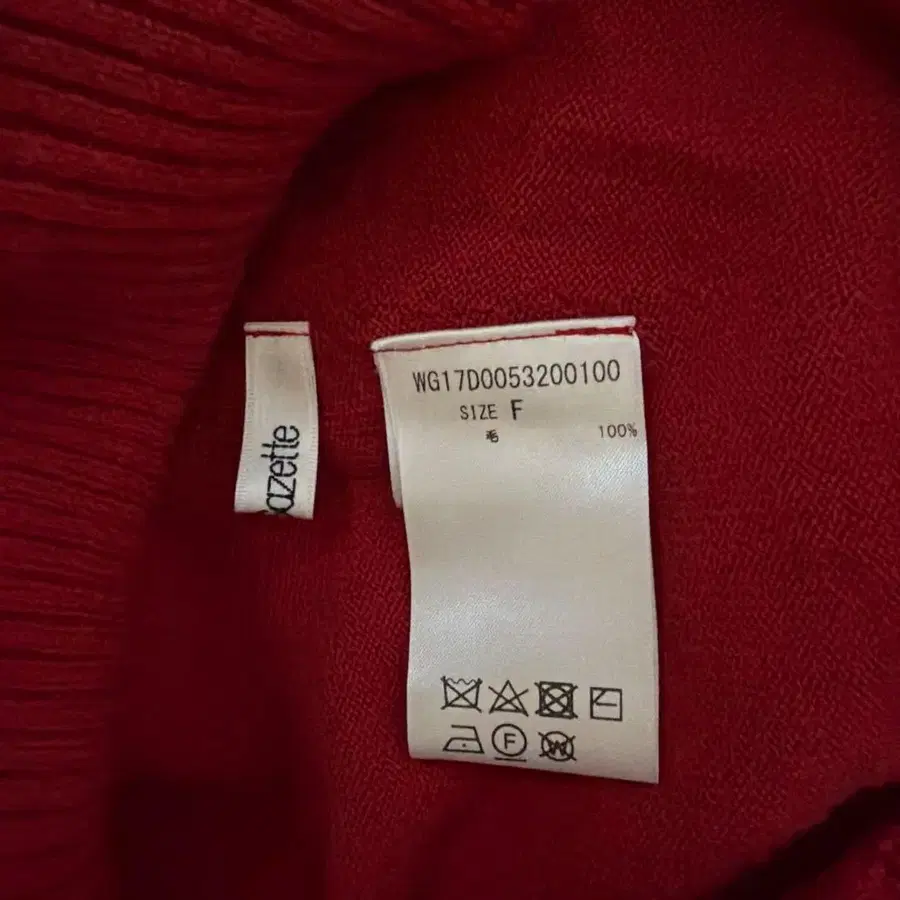 azette
WG17D0053200100
SIZE F
毛 100%
F
W